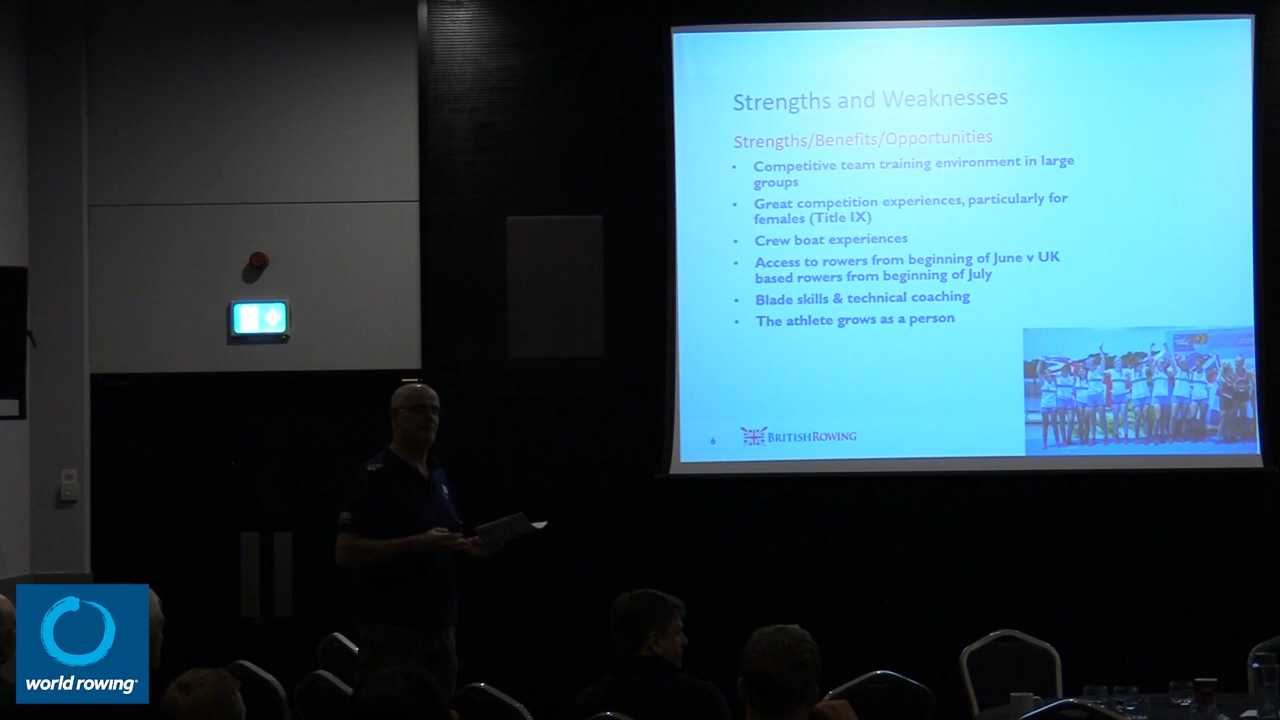 Strengths and Weaknesses
Strengths/Benefits/Opportunities
• Competitive team training environment in large
groups
• Great competition experiences, particularly for
females (Title IX)
• Crew boat experiences
• Access to rowers from beginning of June v UK
based rowers from beginning of July
• Blade skills & technical coaching
• The athlete grows as a person
6
BRITISHROWING
world rowing